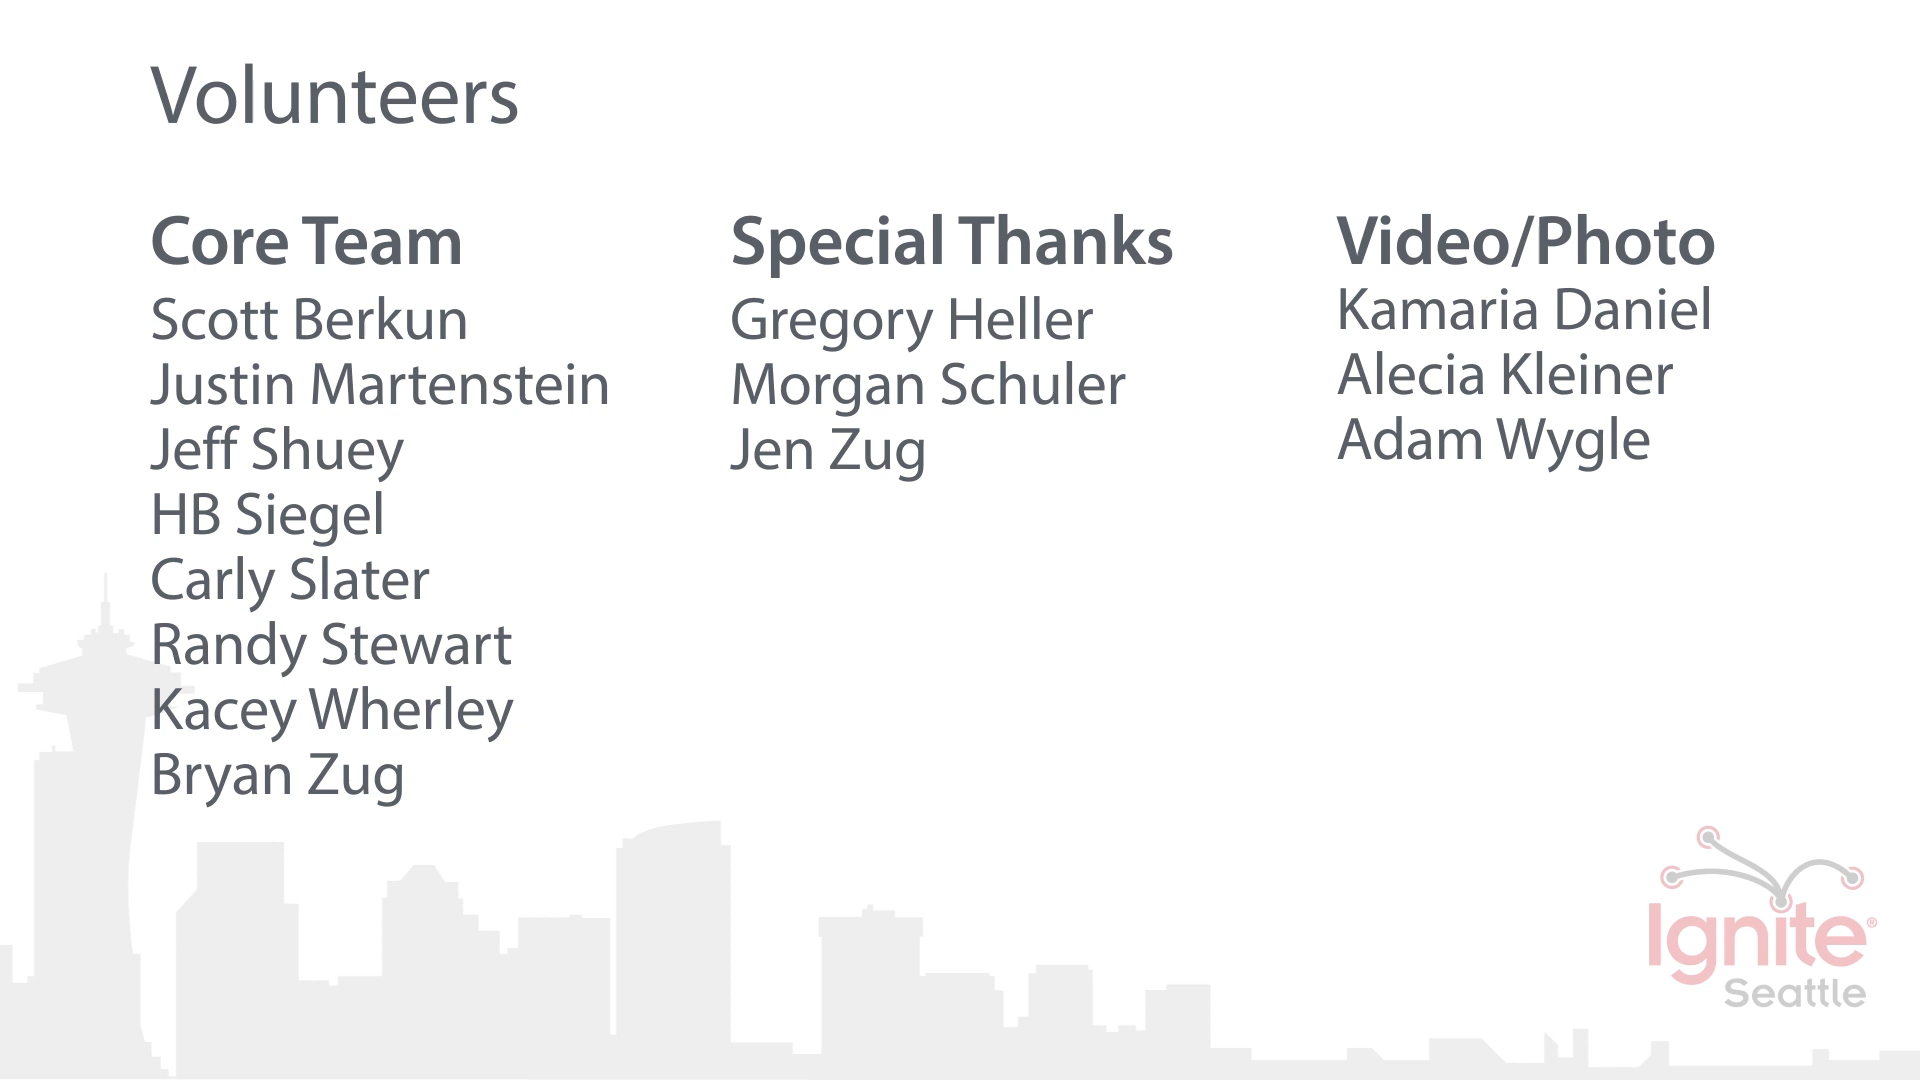 Volunteers
Core Team
Scott Berkun
Justin Martenstein
Jeff Shuey
HB Siegel
Carly Slater
Randy Stewart
Kacey Wherley
Bryan Zug
Special Thanks
Gregory Heller
Morgan Schuler
Jen Zug
Video/Photo
Kamaria Daniel
Alecia Kleiner
Adam Wygle
Ignite®
Seattle